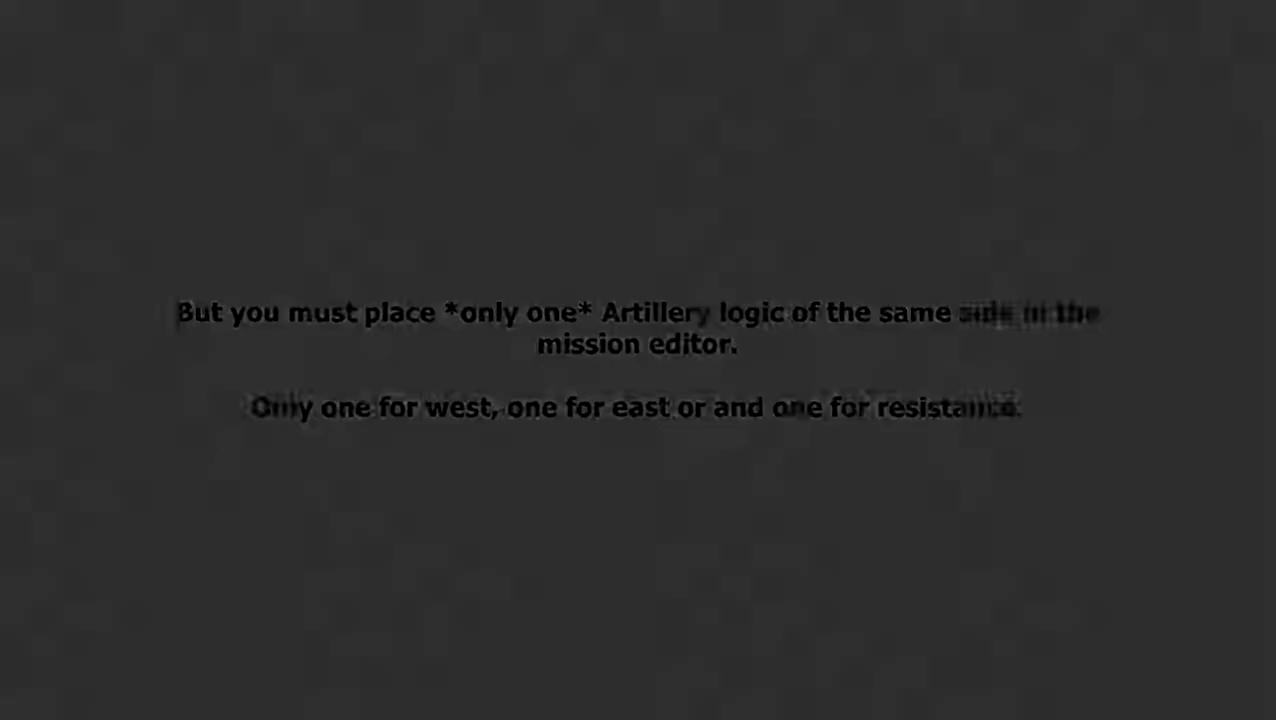 But you must place *only one* Artillery logic of the same side in the
mission editor.
Only one for west, one for east or and one for resistance.